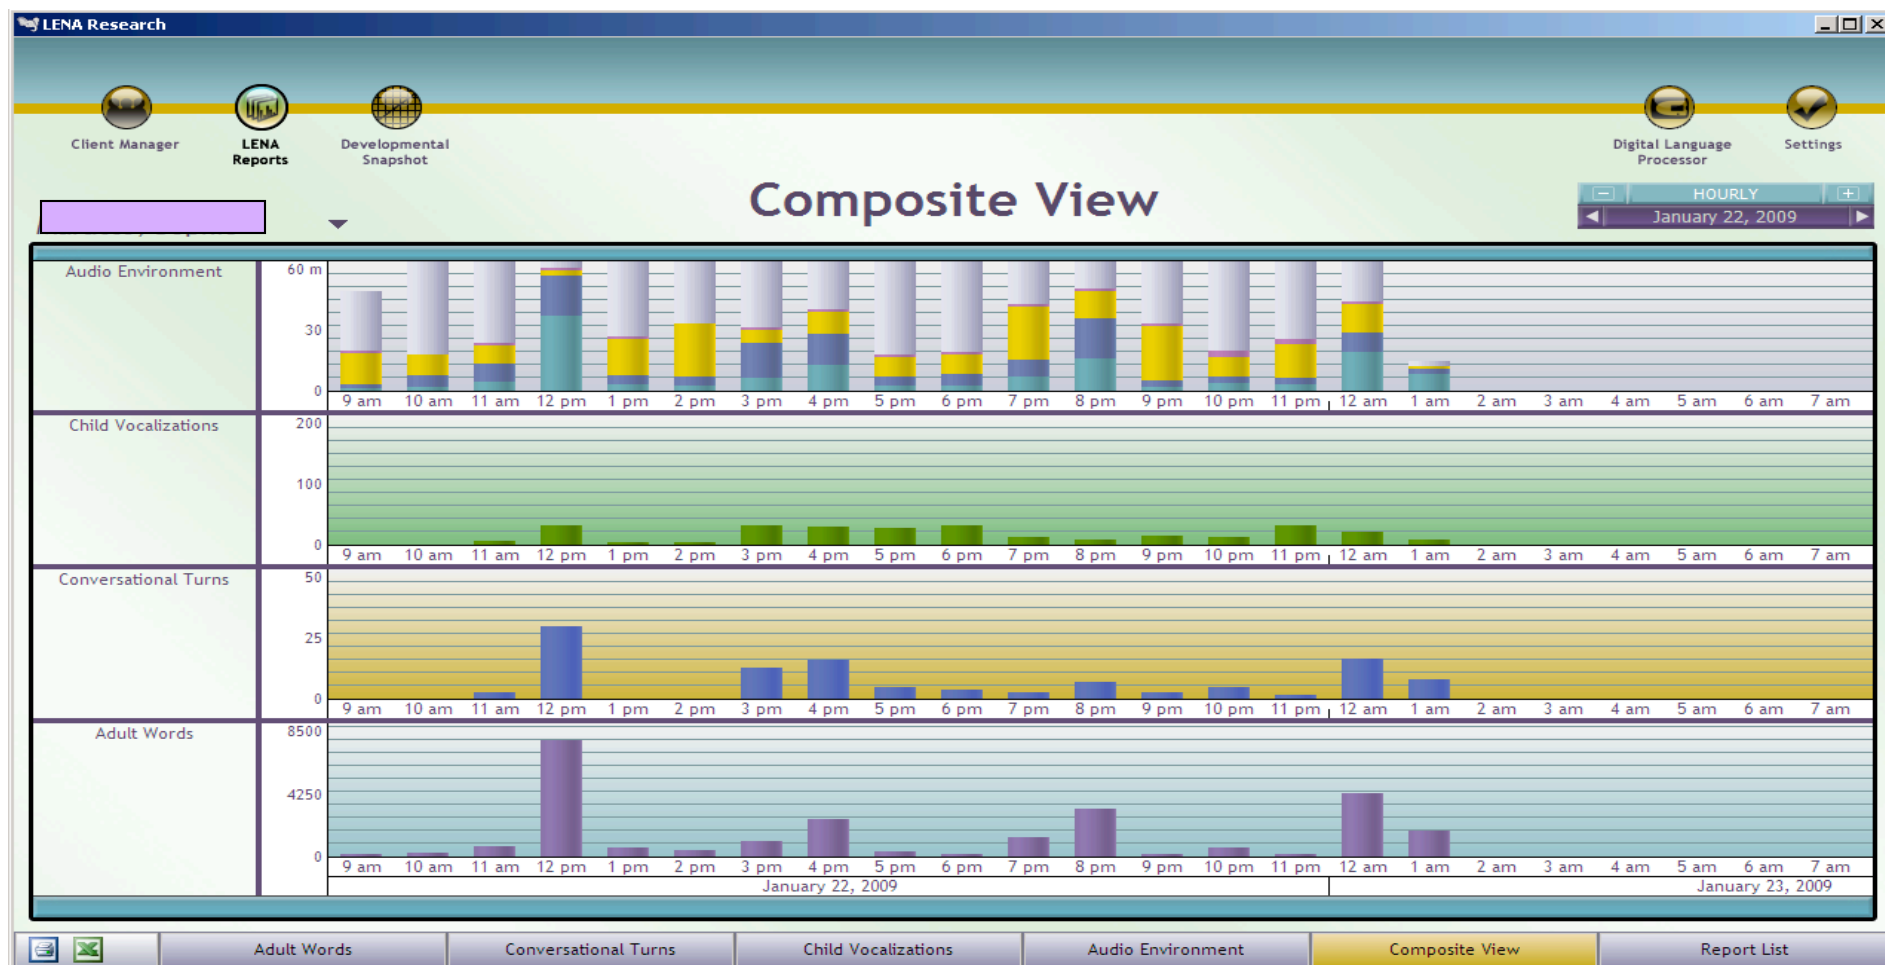 LENA Research
Client Manager
LENA
Reports
Developmental
Snapshot
Digital Language
Processor
Settings
Composite View
HOURLY
January 22, 2009
Audio Environment
60 m
30
0
9 am 10 am 11 am 12 pm 1 pm 2 pm 3 pm 4 pm 5 pm 6 pm 7 pm 8 pm 9 pm 10 pm 11 pm 12 am 1 am 2 am 3 am 4 am 5 am 6 am 7 am
Child Vocalizations
200
100
0
9 am 10 am 11 am 12 pm 1 pm 2 pm 3 pm 4 pm 5 pm 6 pm 7 pm 8 pm 9 pm 10 pm 11 pm 12 am 1 am 2 am 3 am 4 am 5 am 6 am 7 am
Conversational Turns
50
25
0
9 am 10 am 11 am 12 pm 1 pm 2 pm 3 pm 4 pm 5 pm 6 pm 7 pm 8 pm 9 pm 10 pm 11 pm 12 am 1 am 2 am 3 am 4 am 5 am 6 am 7 am
Adult Words
8500
4250
0
9 am 10 am 11 am 12 pm 1 pm 2 pm 3 pm 4 pm 5 pm 6 pm 7 pm 8 pm 9 pm 10 pm 11 pm 12 am 1 am 2 am 3 am 4 am 5 am 6 am 7 am
January 22, 2009 January 23, 2009
Adult Words Conversational Turns Child Vocalizations Audio Environment Composite View Report List